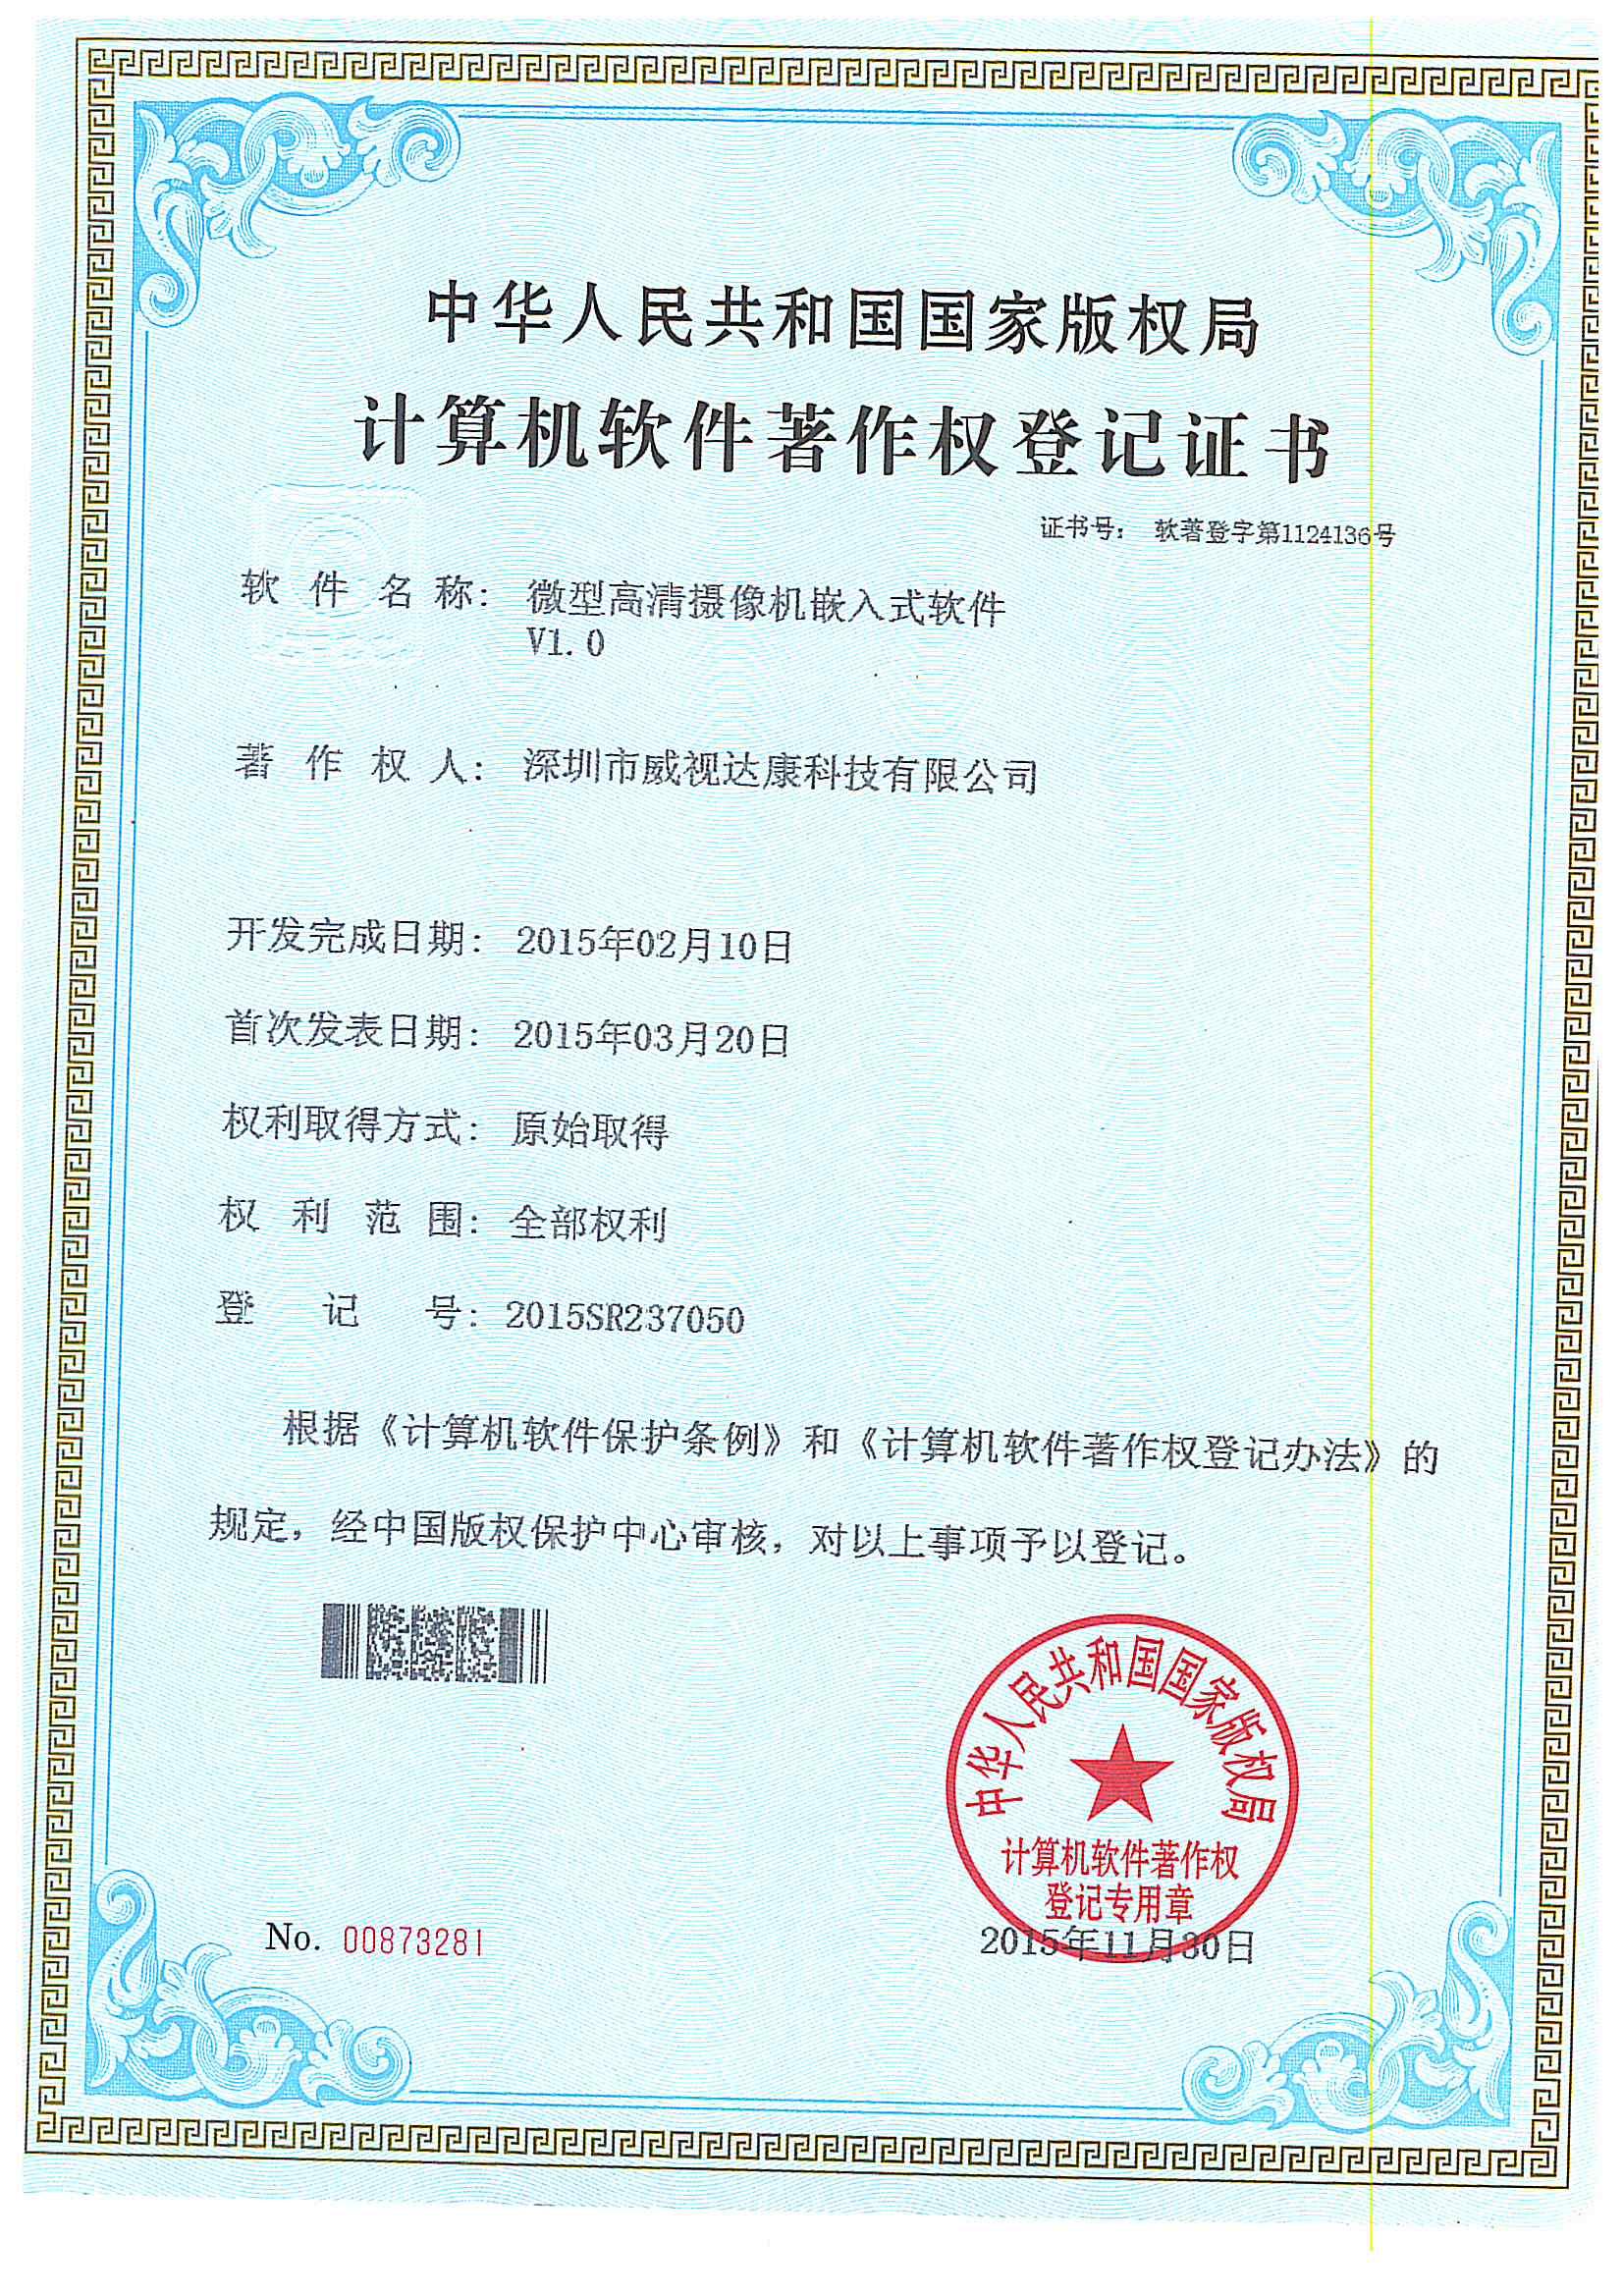 中华人民共和国国家版权局
计算机软件著作权登记证书
证书号： 软著登字第1124136号
软件名称： 微型高清摄像机嵌入式软件
V1.0
著作权人： 深圳市威视达康科技有限公司
开发完成日期： 2015年02月10日
首次发表日期： 2015年03月20日
权利取得方式： 原始取得
权利范围： 全部权利
登记号： 2015SR237050
根据《计算机软件保护条例》和《计算机软件著作权登记办法》的
规定，经中国版权保护中心审核，对以上事项予以登记。
中华人民共和国国家版权局
计算机软件著作权
登记专用章
No. 00873281
2015年11月30日